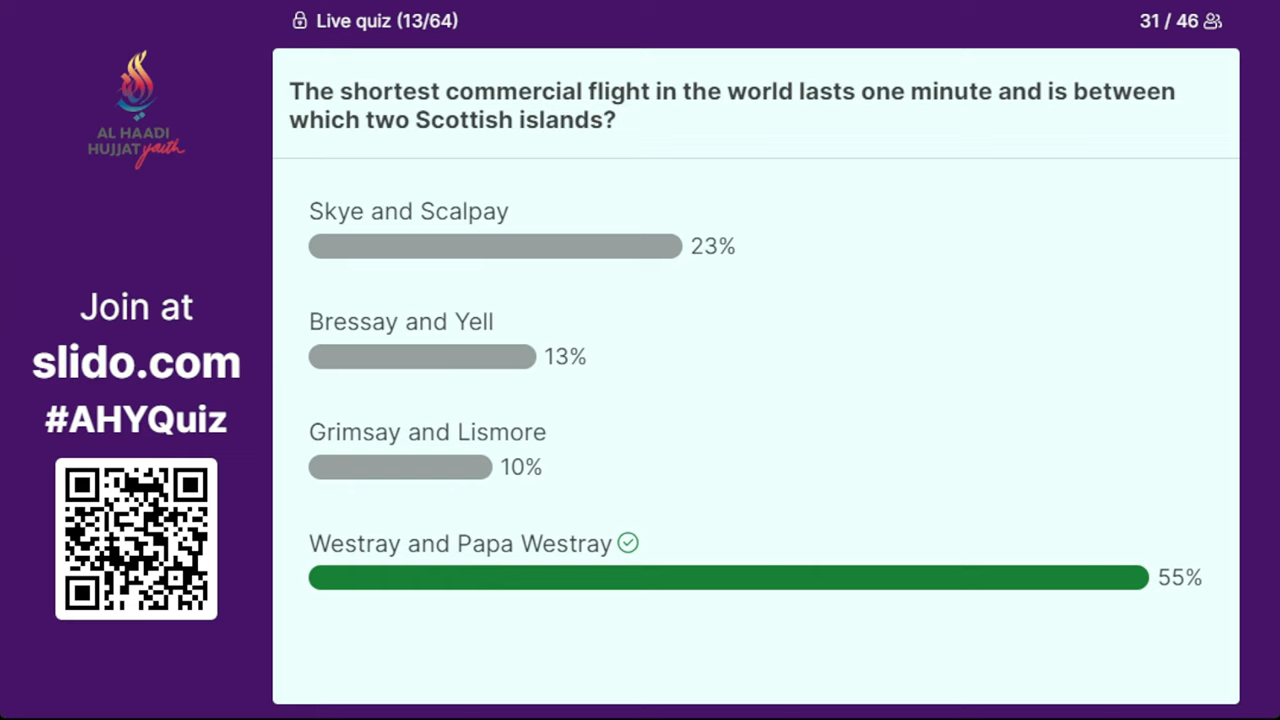 Live quiz (13/64)
31 / 46
AL HAADI
HUJJAT youth
The shortest commercial flight in the world lasts one minute and is between
which two Scottish islands?
Skye and Scalpay
23%
Bressay and Yell
13%
Grimsay and Lismore
10%
Westray and Papa Westray
55%
Join at
slido.com
#AHYQuiz